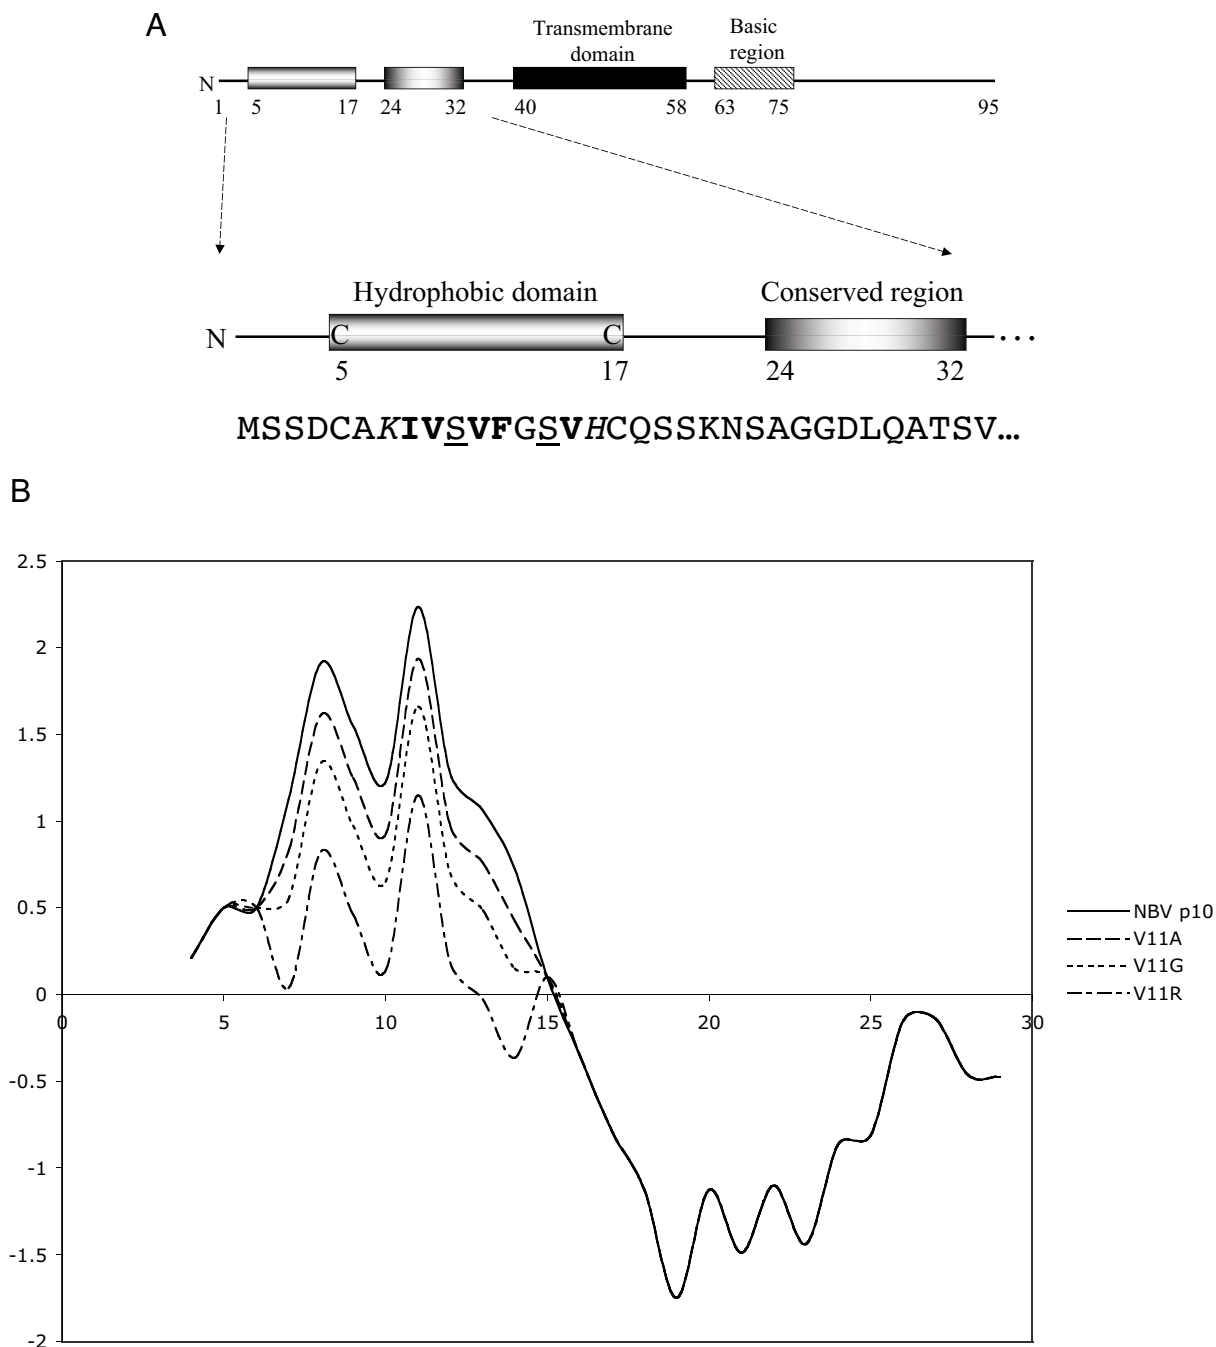 A
Transmembrane domain
Basic region
N
1 5 17 24 32 40 58 63 75 95
Hydrophobic domain Conserved region
N C C ...
5 17 24 32
MSSDCAKIVSVFGSVHCQSSKNSAGGDLQATSV...
B
2.5
2
1.5
1
0.5
0
0 5 10 15 20 25 30
-0.5
-1
-1.5
-2
NBV p10
V11A
V11G
V11R